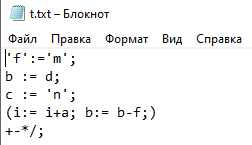 t.txt – Блокнот
Файл Правка Формат Вид Справка
'f':='m';
b := d;
c := 'n';
(i:= i+a; b:= b-f;)
+-*/;